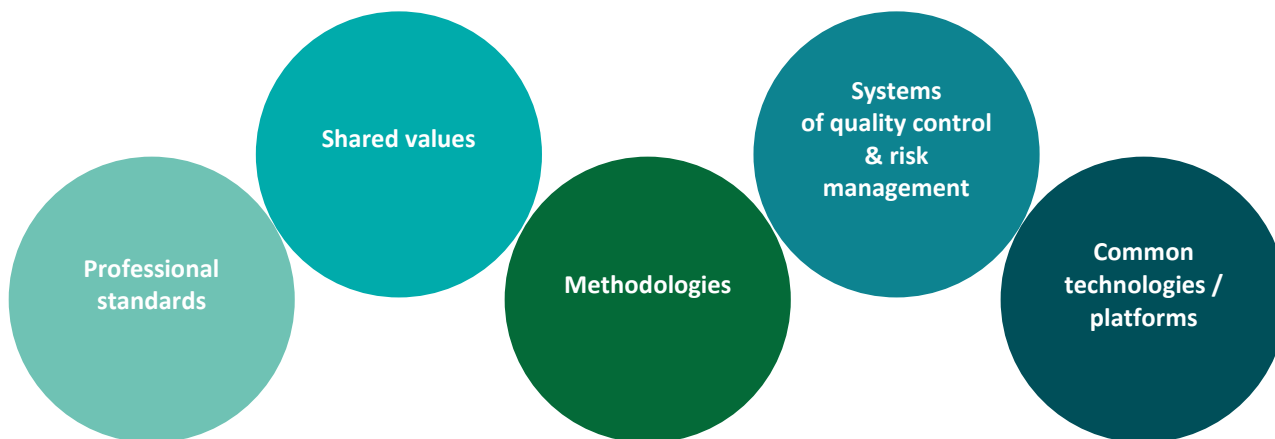 Professional
standards
Shared values
Methodologies
Systems
of quality control
& risk
management
Common
technologies /
platforms